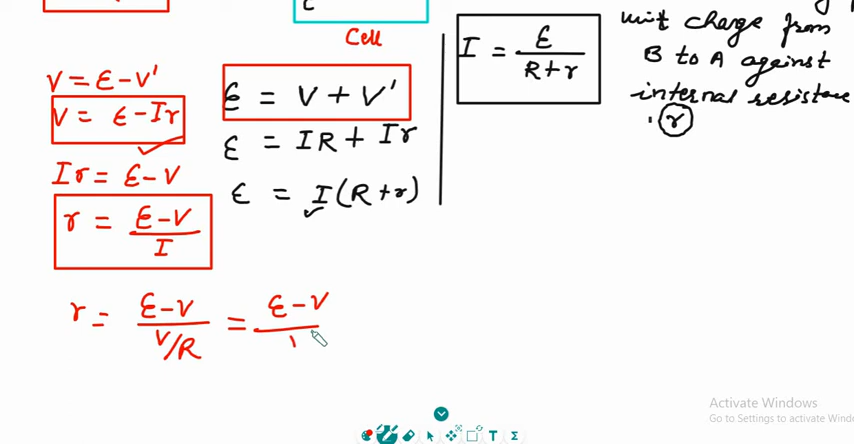 ε
Cell
V = ε - V'
V = ε - Ir
Ir = ε - V
r = ε - V / I
r = ε - V / V/R = ε - V
ε = V + V'
ε = IR + Ir
ε = I (R + r)
I = ε / R + r
unit charge from
B to A against
internal resistance
r
Activate Windows
Go to Settings to activate Windows
T Σ